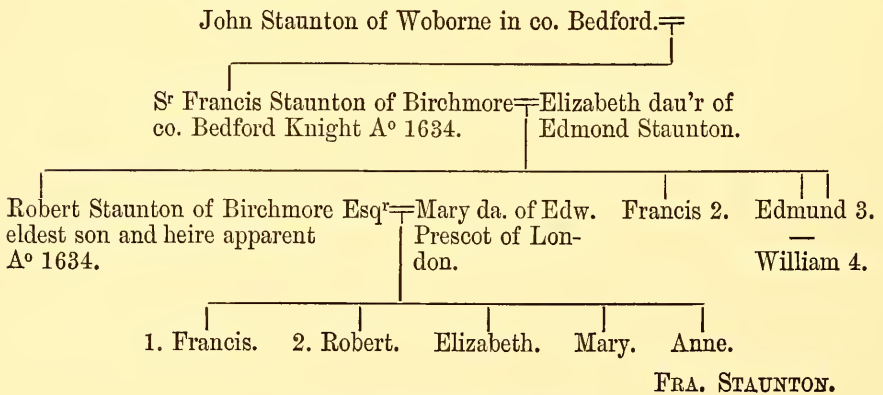 John Staunton of Woborne in co. Bedford.
Sr Francis Staunton of Birchmore
co. Bedford Knight Ao 1634.
Elizabeth dau'r of
Edmond Staunton.
Robert Staunton of Birchmore Esqr
eldest son and heire apparent
Ao 1634.
Mary da. of Edw.
Prescot of Lon-
don.
Francis 2.
Edmund 3.
—
William 4.
1. Francis.
2. Robert.
Elizabeth.
Mary.
Anne.
FRA. STAUNTON.